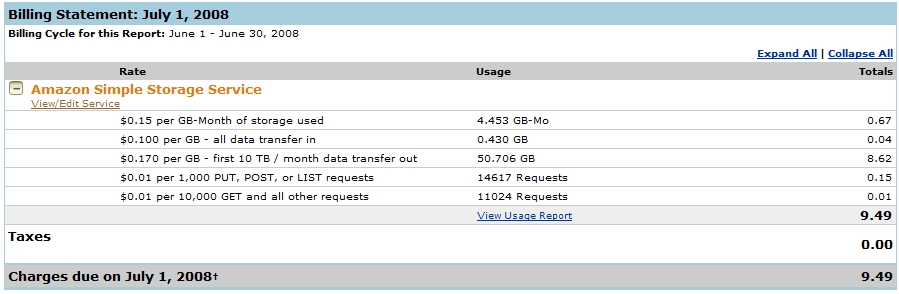 Billing Statement: July 1, 2008
Billing Cycle for this Report: June 1 - June 30, 2008
Expand All | Collapse All
Rate Usage Totals
Amazon Simple Storage Service
View/Edit Service
$0.15 per GB-Month of storage used 4.453 GB-Mo 0.67
$0.100 per GB - all data transfer in 0.430 GB 0.04
$0.170 per GB - first 10 TB / month data transfer out 50.706 GB 8.62
$0.01 per 1,000 PUT, POST, or LIST requests 14617 Requests 0.15
$0.01 per 10,000 GET and all other requests 11024 Requests 0.01
View Usage Report 9.49
Taxes 0.00
Charges due on July 1, 2008† 9.49